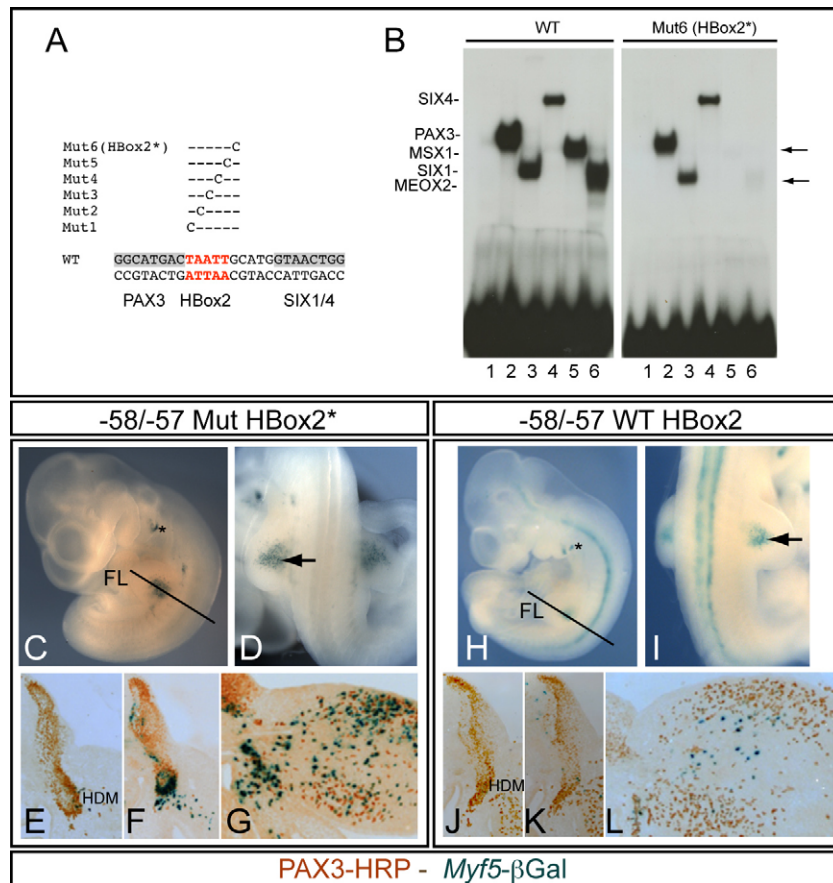 A
Mut6(HBox2*) -----C
Mut5 ----C-
Mut4 ---C--
Mut3 --C---
Mut2 -C----
Mut1 C-----
WT GGCATGACTAATTGCATGGTAACTGG
CCGTACTGATTAACGTACCATTGACC
PAX3 HBox2 SIX1/4
B
WT Mut6 (HBox2*)
SIX4-
PAX3-
MSX1-
SIX1-
MEOX2-
1 2 3 4 5 6 1 2 3 4 5 6
-58/-57 Mut HBox2*
*
FL
C
D
HDM
E
F
G
-58/-57 WT HBox2
*
FL
H
I
HDM
J
K
L
PAX3-HRP - Myf5-βGal